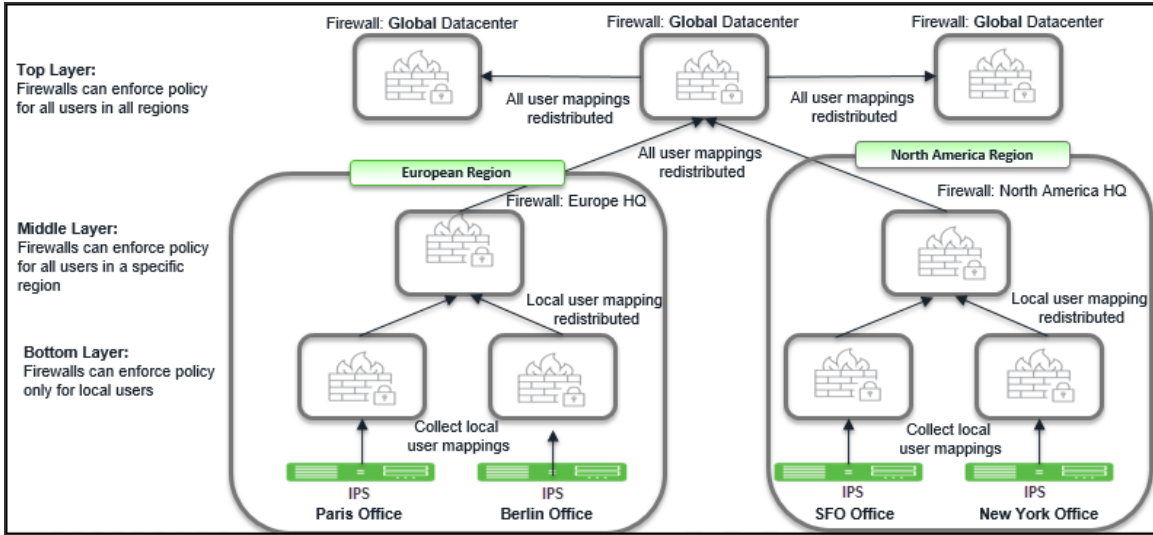 Firewall: Global Datacenter
Firewall: Global Datacenter
Firewall: Global Datacenter
Top Layer:
Firewalls can enforce policy
for all users in all regions
All user mappings
redistributed
All user mappings
redistributed
All user mappings
redistributed
European Region
North America Region
Firewall: Europe HQ
Firewall: North America HQ
Middle Layer:
Firewalls can enforce policy
for all users in a specific
region
Local user mapping
redistributed
Local user mapping
redistributed
Bottom Layer:
Firewalls can enforce policy
only for local users
Collect local
user mappings
Collect local
user mappings
IPS
IPS
IPS
IPS
Paris Office
Berlin Office
SFO Office
New York Office